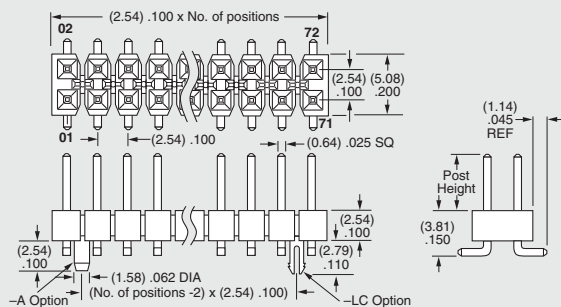 (2.54) .100 x No. of positions
02
72
(2.54)
.100
(5.08)
.200
01
(2.54) .100
71
(0.64) .025 SQ
(1.14)
.045
REF
Post
Height
(2.54)
.100
(3.81)
.150
(2.54)
.100
(2.79)
.110
(1.58) .062 DIA
–A Option
(No. of positions -2) x (2.54) .100)
–LC Option